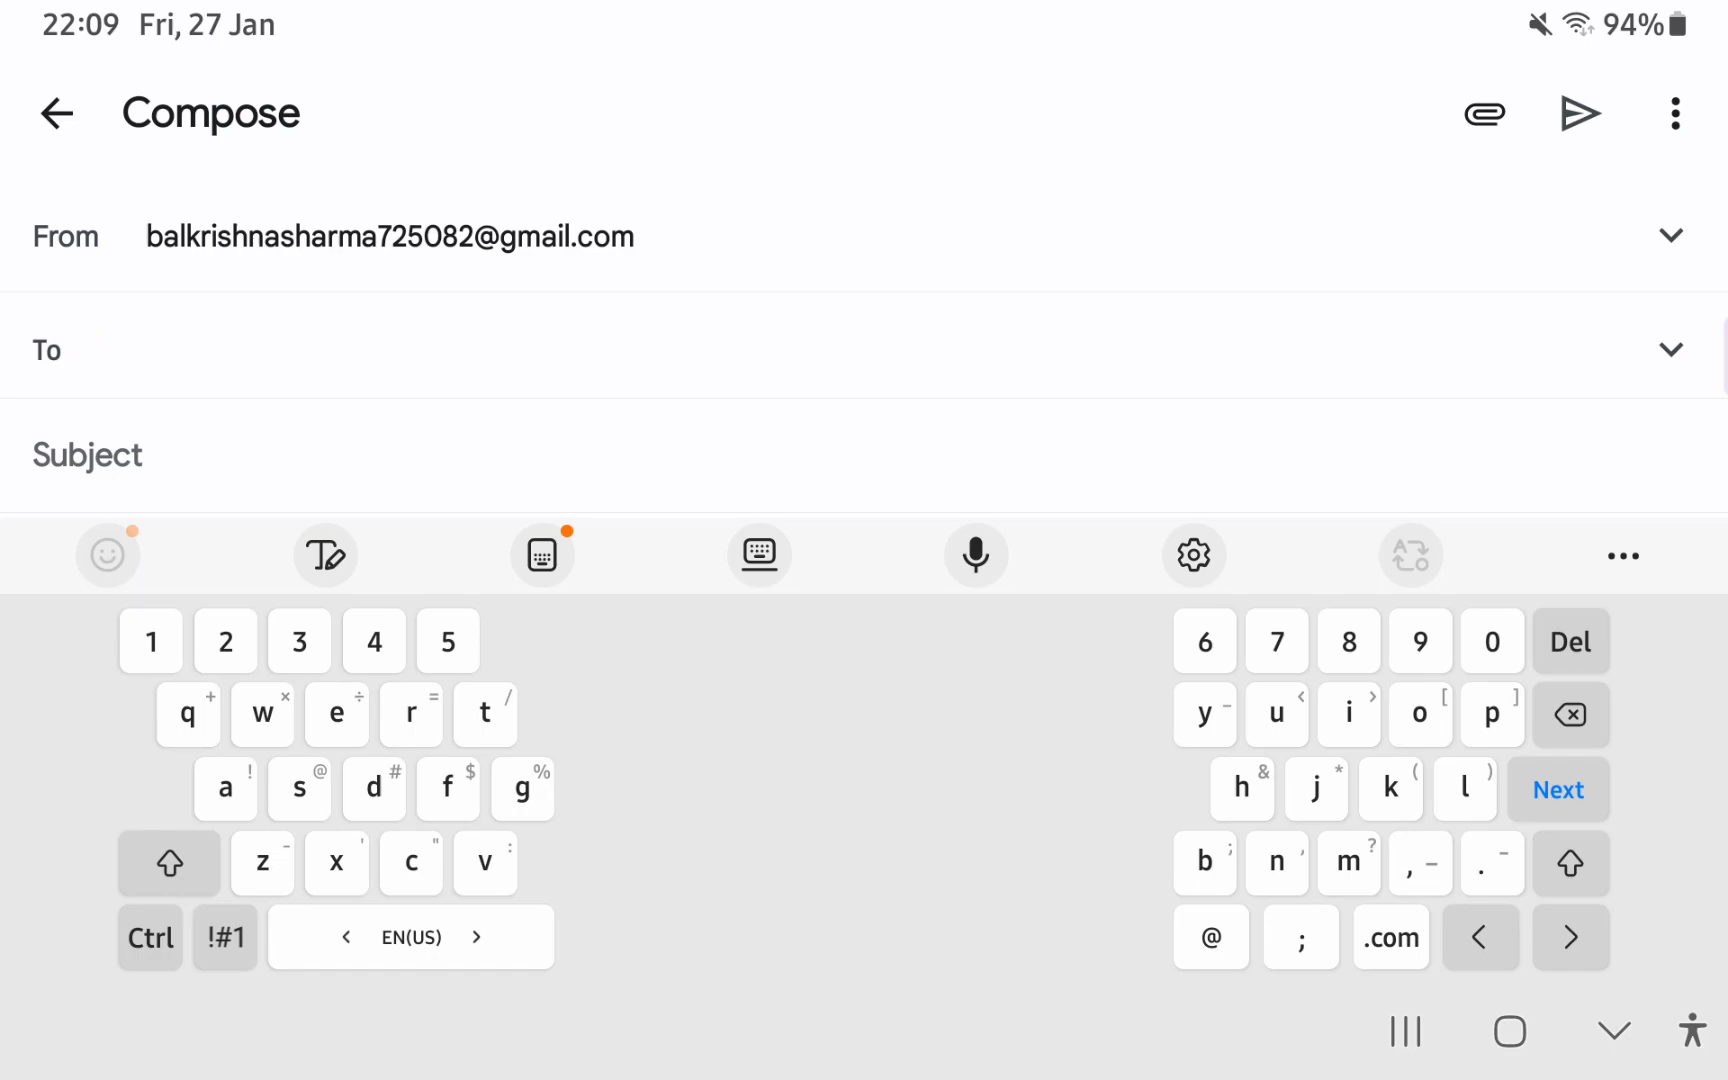 22:09 Fri, 27 Jan 94%
Compose
From balkrishnasharma725082@gmail.com
To
Subject
1 2 3 4 5 6 7 8 9 0 Del
q + w × e ÷ r = t / y - u < i > o [ p ]
a ! s @ d # f $ g % h & j * k ( l ) Next
z - x ' c " v : b ; n , m ? , _ . -
Ctrl !#1 < EN(US) > @ ; .com < >